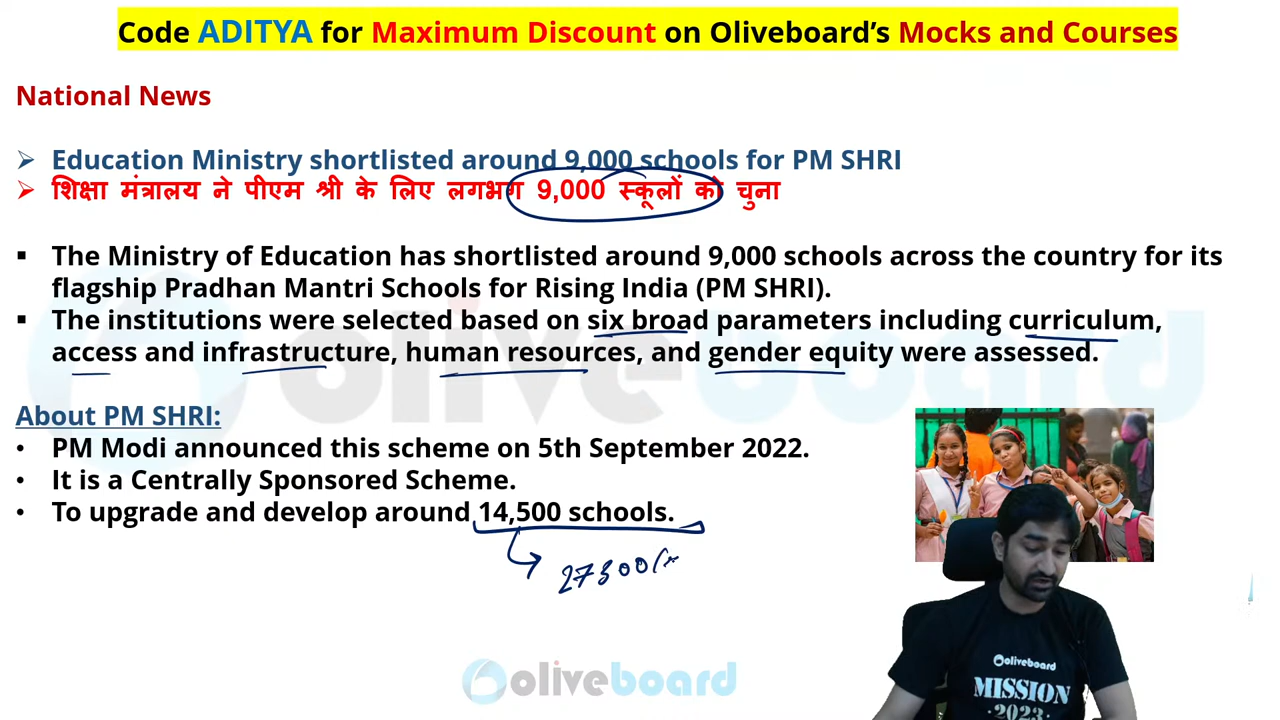 Code ADITYA for Maximum Discount on Oliveboard's Mocks and Courses
National News
Education Ministry shortlisted around 9,000 schools for PM SHRI
शिक्षा मंत्रालय ने पीएम श्री के लिए लगभग 9,000 स्कूलों को चुना
The Ministry of Education has shortlisted around 9,000 schools across the country for its
flagship Pradhan Mantri Schools for Rising India (PM SHRI).
The institutions were selected based on six broad parameters including curriculum,
access and infrastructure, human resources, and gender equity were assessed.
About PM SHRI:
PM Modi announced this scheme on 5th September 2022.
It is a Centrally Sponsored Scheme.
To upgrade and develop around 14,500 schools.
27300
oliveboard
oliveboard
MISSION
2023
oliveboard